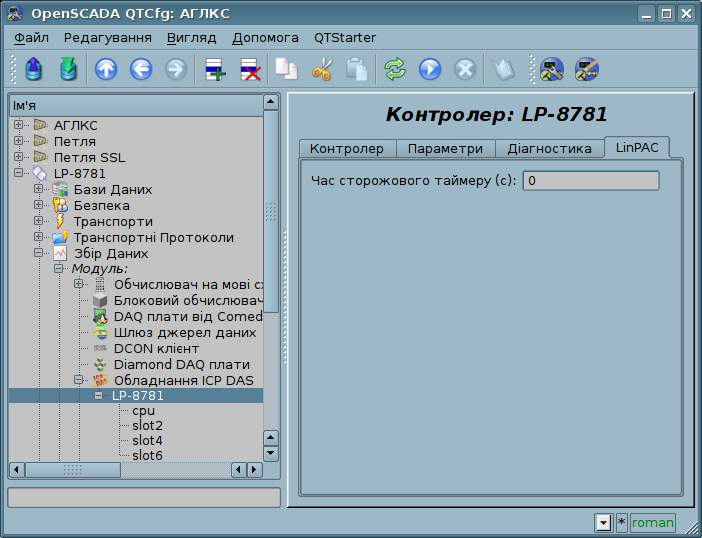 OpenSCADA QTCfg: АГЛКС
Файл Редагування Вигляд Допомога QTStarter
Ім'я
АГЛКС
Петля
Петля SSL
LP-8781
Бази Даних
Безпека
Транспорти
Транспортні Протоколи
Збір Даних
Модуль:
Обчислювач на мові
Блоковий обчислювач
DAQ плати від Comed
Шлюз джерел даних
DCON клієнт
Diamond DAQ плати
Обладнання ICP DAS
LP-8781
cpu
slot2
slot4
slot6
Контролер: LP-8781
Контролер Параметри Діагностика LinPAC
Час сторожового таймеру (с): 0
* roman